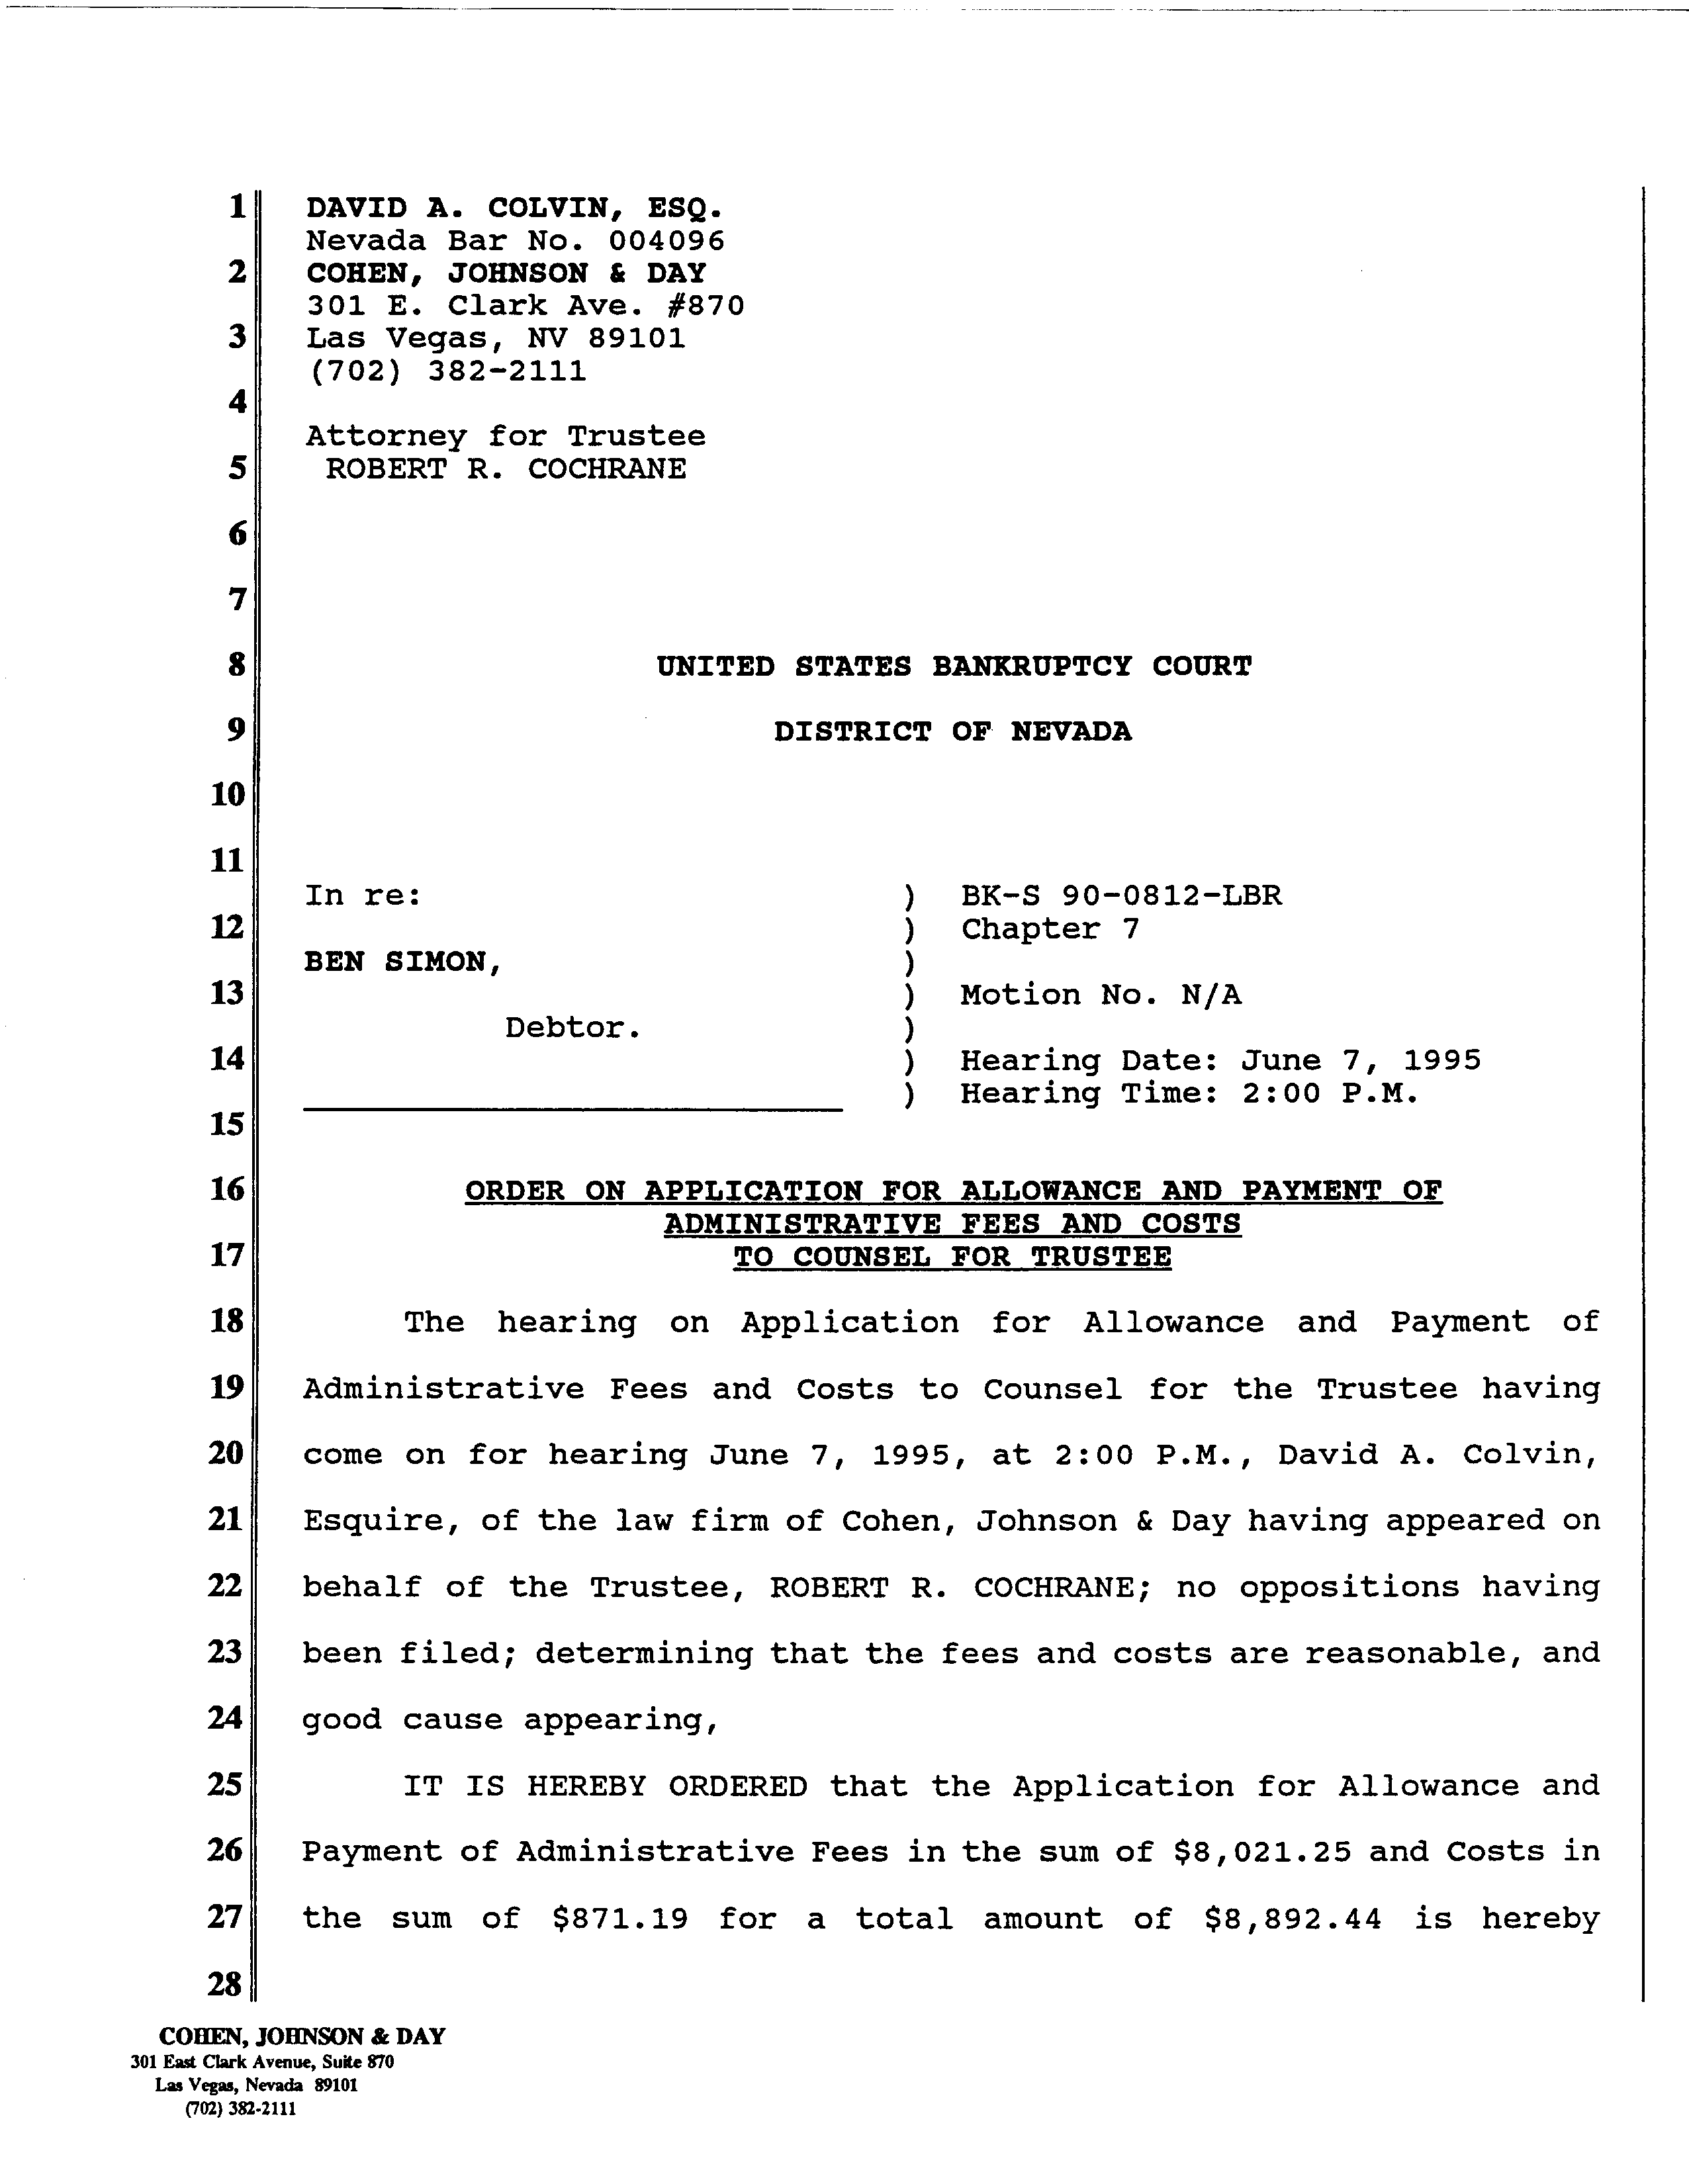 1 DAVID A. COLVIN, ESQ.
Nevada Bar No. 004096
2 COHEN, JOHNSON & DAY
301 E. Clark Ave. #870
3 Las Vegas, NV 89101
(702) 382-2111
4
Attorney for Trustee
5 ROBERT R. COCHRANE
6
7
8 UNITED STATES BANKRUPTCY COURT
9 DISTRICT OF NEVADA
10
11
In re: ) BK-S 90-0812-LBR
12 ) Chapter 7
BEN SIMON, )
13 ) Motion No. N/A
Debtor. )
14 ) Hearing Date: June 7, 1995
) Hearing Time: 2:00 P.M.
15
16 ORDER ON APPLICATION FOR ALLOWANCE AND PAYMENT OF
ADMINISTRATIVE FEES AND COSTS
17 TO COUNSEL FOR TRUSTEE
18 The hearing on Application for Allowance and Payment of
19 Administrative Fees and Costs to Counsel for the Trustee having
20 come on for hearing June 7, 1995, at 2:00 P.M., David A. Colvin,
21 Esquire, of the law firm of Cohen, Johnson & Day having appeared on
22 behalf of the Trustee, ROBERT R. COCHRANE; no oppositions having
23 been filed; determining that the fees and costs are reasonable, and
24 good cause appearing,
25 IT IS HEREBY ORDERED that the Application for Allowance and
26 Payment of Administrative Fees in the sum of $8,021.25 and Costs in
27 the sum of $871.19 for a total amount of $8,892.44 is hereby
28
COHEN, JOHNSON & DAY
301 East Clark Avenue, Suite 870
Las Vegas, Nevada 89101
(702) 382-2111